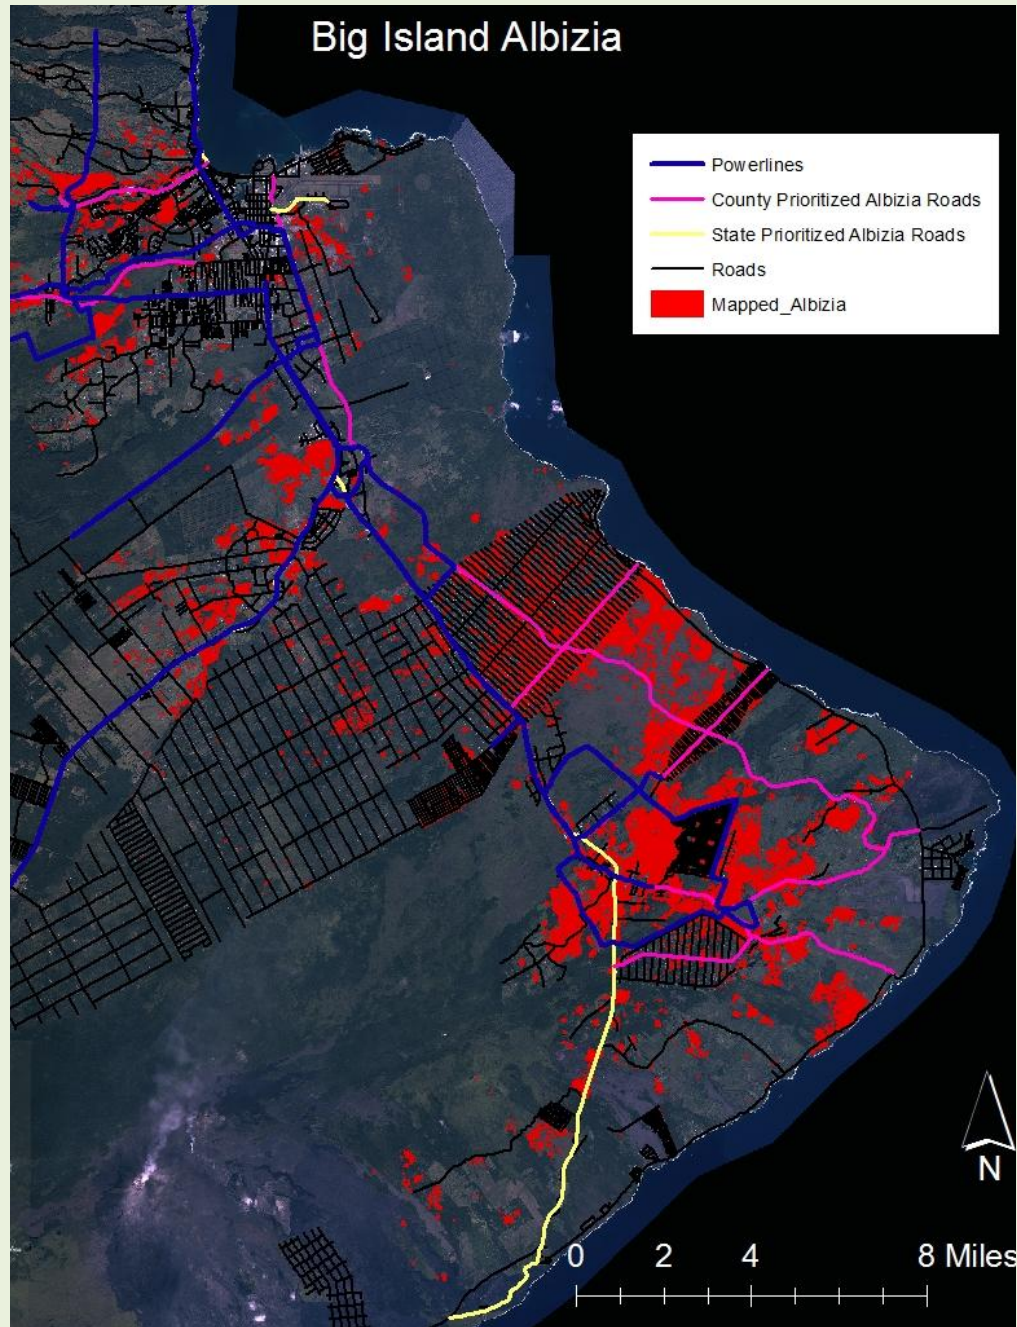 Big Island Albizia
Powerlines
County Prioritized Albizia Roads
State Prioritized Albizia Roads
Roads
Mapped_Albizia
N
0 2 4 8 Miles